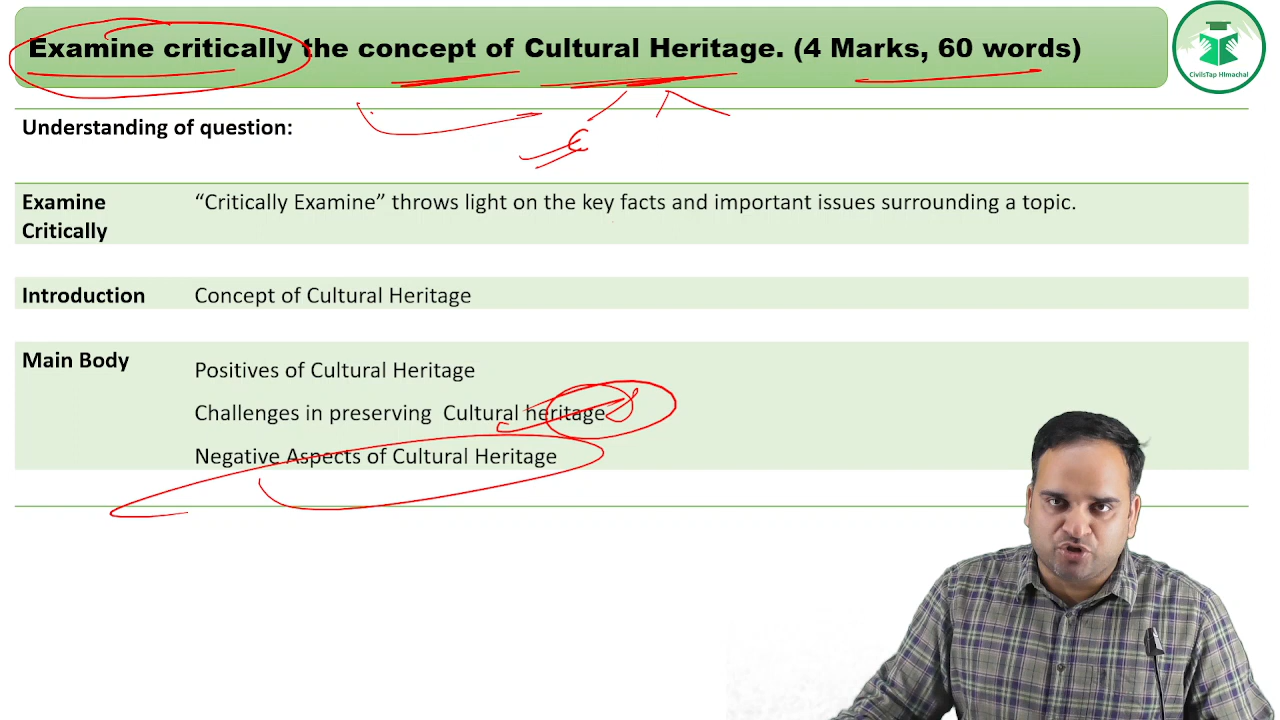 Examine critically the concept of Cultural Heritage. (4 Marks, 60 words)
CivilsTap HImachal
Understanding of question:
Examine Critically
“Critically Examine” throws light on the key facts and important issues surrounding a topic.
Introduction
Concept of Cultural Heritage
Main Body
Positives of Cultural Heritage
Challenges in preserving Cultural heritage
Negative Aspects of Cultural Heritage